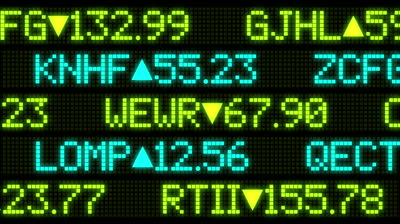 FG▼132.99 GJHL▲59
KNHF▲55.23 ZCFG
23 WEWR▼67.90
LOMP▲12.56 QECT
23.77 RTII▼155.78